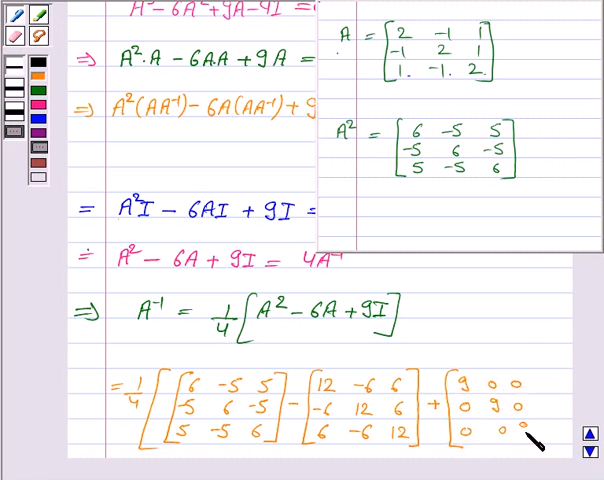 A³ - 6A² + 9A - 4I =
⇒ A².A - 6A.A + 9A =
⇒ A²(AA⁻¹) - 6A(AA⁻¹) + 9
= A²I - 6AI + 9I =
= A² - 6A + 9I = 4A⁻¹
⇒ A⁻¹ = 1/4 [A² - 6A + 9I]
= 1/4 [ [6 -5 5 - [12 -6 6 + [9 0 0
-5 6 -5 -6 12 6 0 9 0
5 -5 6] 6 -6 12] 0 0 0
A = [2 -1 1
-1 2 1
1. -1. 2.]
A² = [6 -5 5
-5 6 -5
5 -5 6]